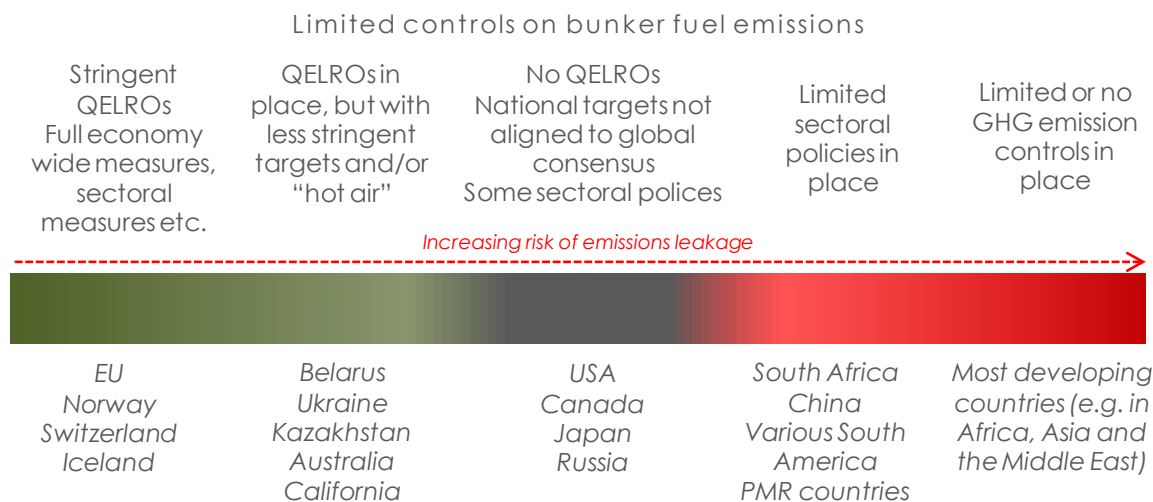 Limited controls on bunker fuel emissions
Stringent
QELROs
Full economy
wide measures,
sectoral
measures etc.
QELROs in
place, but with
less stringent
targets and/or
“hot air”
No QELROs
National targets not
aligned to global
consensus
Some sectoral polices
Limited
sectoral
policies in
place
Limited or no
GHG emission
controls in
place
Increasing risk of emissions leakage
EU
Norway
Switzerland
Iceland
Belarus
Ukraine
Kazakhstan
Australia
California
USA
Canada
Japan
Russia
South Africa
China
Various South
America
PMR countries
Most developing
countries (e.g. in
Africa, Asia and
the Middle East)